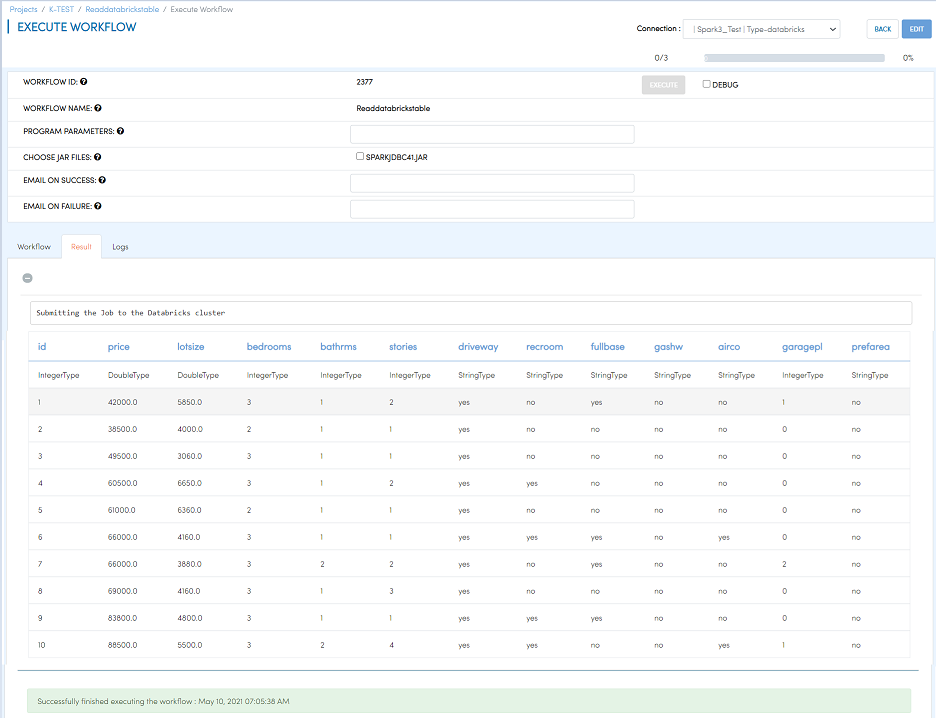 Projects / K-TEST / Readdatabrickstable / Execute Workflow
EXECUTE WORKFLOW
Connection : | Spark3_Test | Type-databricks BACK EDIT
0/3 0%
WORKFLOW ID: 2377 EXECUTE DEBUG
WORKFLOW NAME: Readdatabrickstable
PROGRAM PARAMETERS:
CHOOSE JAR FILES: SPARKJDBC41.JAR
EMAIL ON SUCCESS:
EMAIL ON FAILURE:
Workflow Result Logs
Submitting the Job to the Databricks cluster
id price lotsize bedrooms bathrms stories driveway recroom fullbase gashw airco garagepl prefarea
IntegerType DoubleType DoubleType IntegerType IntegerType IntegerType StringType StringType StringType StringType StringType IntegerType StringType
1 42000.0 5850.0 3 1 2 yes no yes no no 1 no
2 38500.0 4000.0 2 1 1 yes no no no no 0 no
3 49500.0 3060.0 3 1 1 yes no no no no 0 no
4 60500.0 6650.0 3 1 2 yes yes no no no 0 no
5 61000.0 6360.0 2 1 1 yes no no no no 0 no
6 66000.0 4160.0 3 1 1 yes yes yes no yes 0 no
7 66000.0 3880.0 3 2 2 yes no yes no no 2 no
8 69000.0 4160.0 3 1 3 yes no no no no 0 no
9 83800.0 4800.0 3 1 1 yes yes yes no no 0 no
10 88500.0 5500.0 3 2 4 yes yes no no yes 1 no
Successfully finished executing the workflow : May 10, 2021 07:05:38 AM